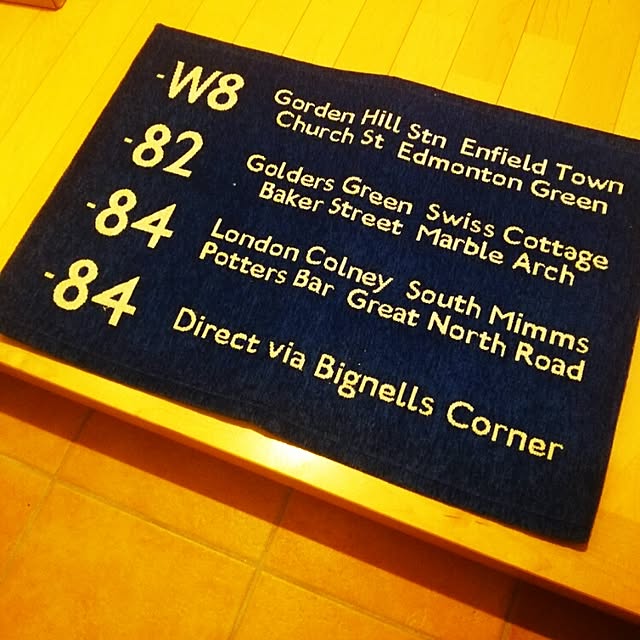 -W8 Gorden Hill Stn Enfield Town
Church St Edmonton Green
-82 Golders Green Swiss Cottage
Baker Street Marble Arch
-84 London Colney South Mimms
Potters Bar Great North Road
-84 Direct via Bignells Corner